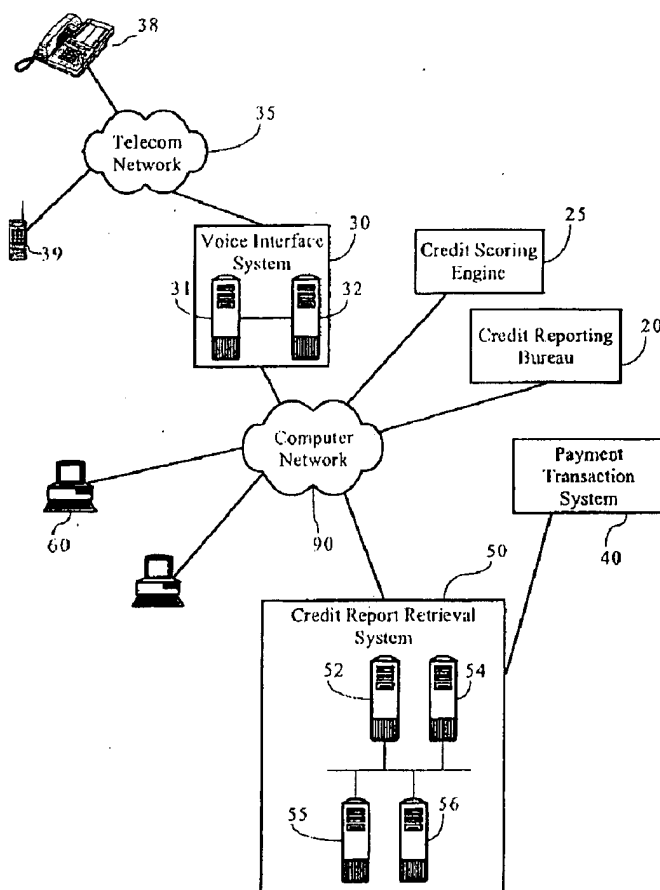 38
35
Telecom
Network
39
30
Voice Interface
System
31
32
25
Credit Scoring
Engine
20
Credit Reporting
Bureau
Computer
Network
90
60
Payment
Transaction
System
40
50
Credit Report Retrieval
System
52
54
55
56